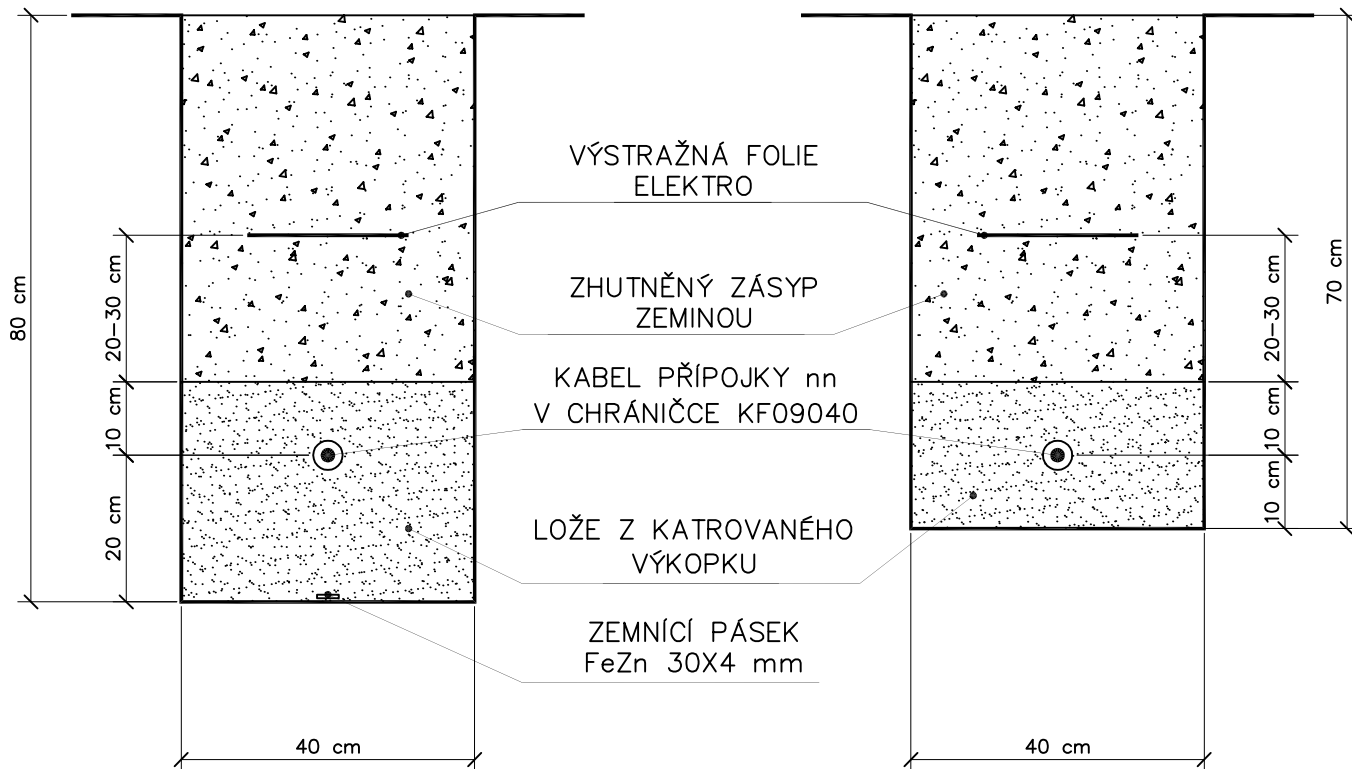 VÝSTRAŽNÁ FOLIE
ELEKTRO
ZHUTNĚNÝ ZÁSYP
ZEMINOU
KABEL PŘÍPOJKY nn
V CHRÁNIČCE KF09040
LOŽE Z KATROVANÉHO
VÝKOPKU
ZEMNÍCÍ PÁSEK
FeZn 30X4 mm
80 cm
20-30 cm
10 cm
20 cm
40 cm
70 cm
20-30 cm
10 cm
10 cm
40 cm